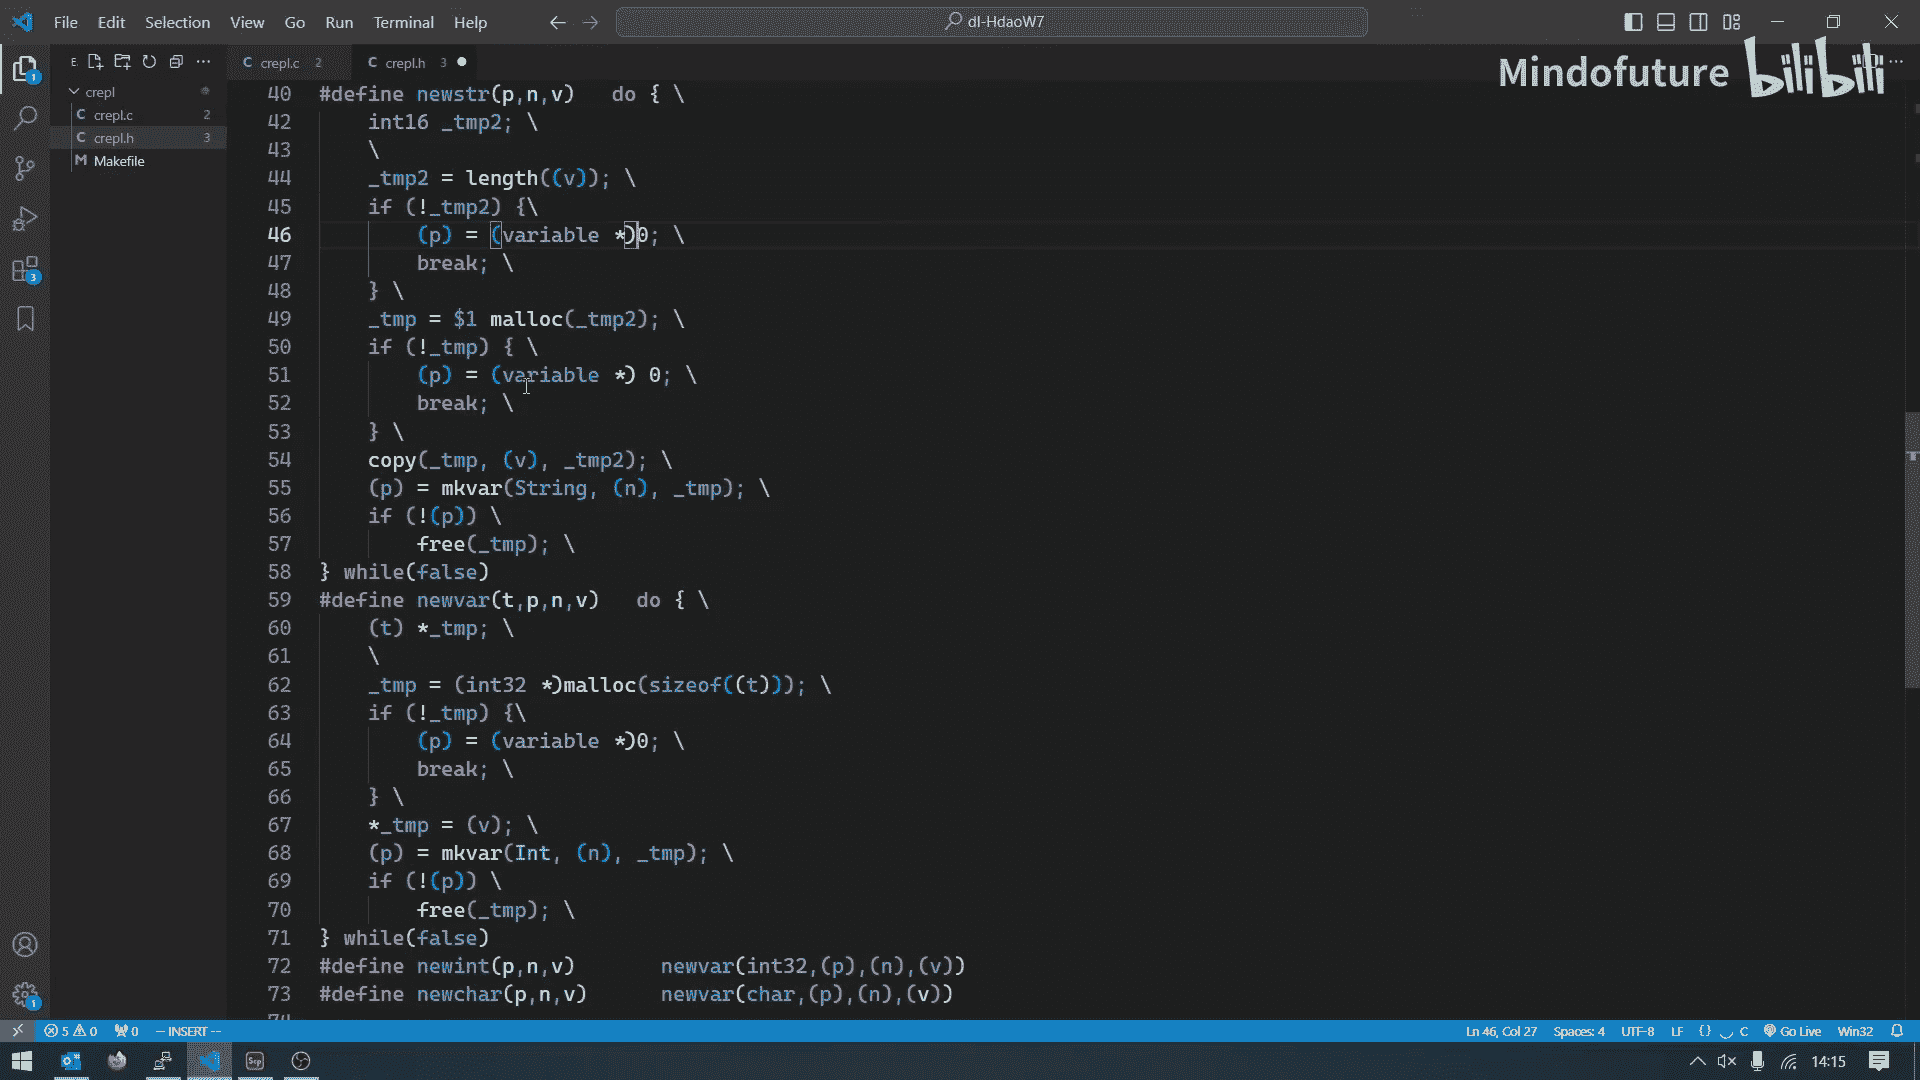 File Edit Selection View Go Run Terminal Help
dl-HdaoW7
E.
crepl.c 2
crepl.h 3
Mindofuture bilibili
crepl
crepl.c 2
crepl.h 3
Makefile
40 #define newstr(p,n,v)   do { \
42     int16 _tmp2; \
43     \
44     _tmp2 = length((v)); \
45     if (!_tmp2) {\
46         (p) = (variable *)0; \
47         break; \
48     } \
49     _tmp = $1 malloc(_tmp2); \
50     if (!_tmp) { \
51         (p) = (variable *) 0; \
52         break; \
53     } \
54     copy(_tmp, (v), _tmp2); \
55     (p) = mkvar(String, (n), _tmp); \
56     if (!(p)) \
57         free(_tmp); \
58 } while(false)
59 #define newvar(t,p,n,v)   do { \
60     (t) *_tmp; \
61     \
62     _tmp = (int32 *)malloc(sizeof((t))); \
63     if (!_tmp) {\
64         (p) = (variable *)0; \
65         break; \
66     } \
67     *_tmp = (v); \
68     (p) = mkvar(Int, (n), _tmp); \
69     if (!(p)) \
70         free(_tmp); \
71 } while(false)
72 #define newint(p,n,v)       newvar(int32,(p),(n),(v))
73 #define newchar(p,n,v)      newvar(char,(p),(n),(v))
74
1
3
1
5 0 0 -- INSERT --
Ln 46, Col 27 Spaces: 4 UTF-8 LF {} C Go Live Win32
14:15